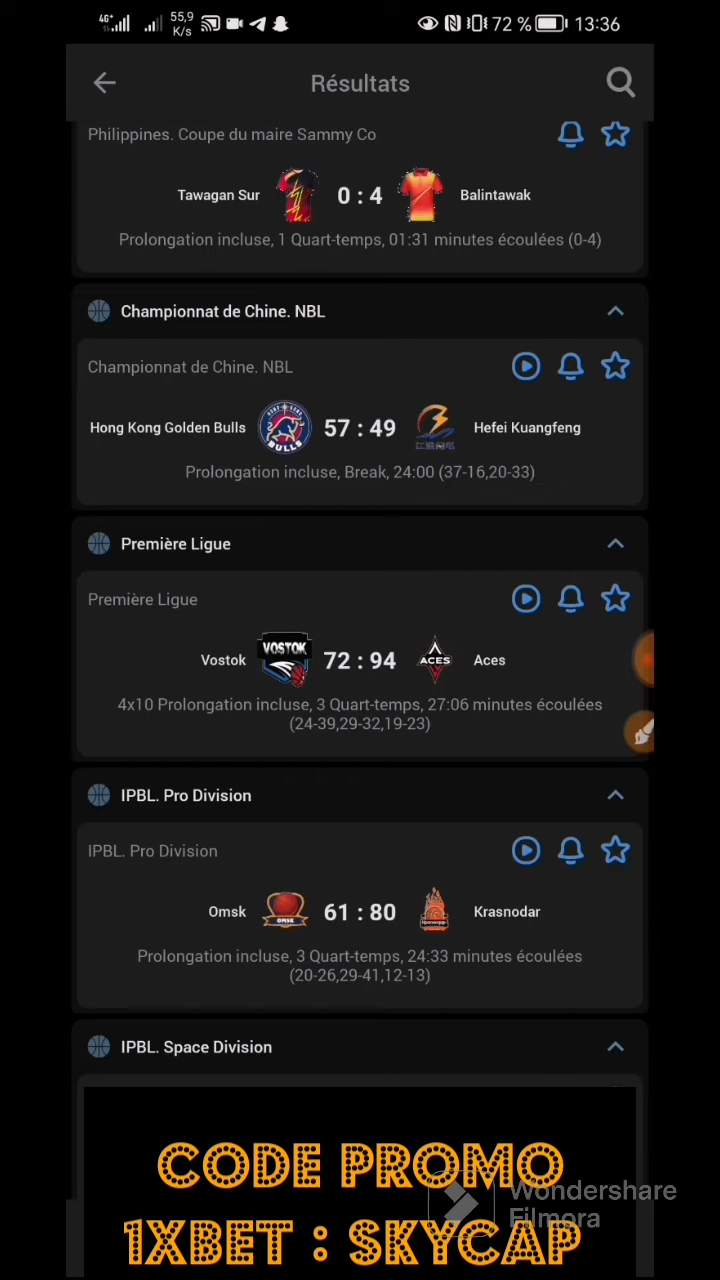 4G+ 55,9 K/s 72 % 13:36
Résultats
Philippines. Coupe du maire Sammy Co
Tawagan Sur 0 : 4 Balintawak
Prolongation incluse, 1 Quart-temps, 01:31 minutes écoulées (0-4)
Championnat de Chine. NBL
Championnat de Chine. NBL
Hong Kong Golden Bulls BULLS 57 : 49 Hefei Kuangfeng
Prolongation incluse, Break, 24:00 (37-16,20-33)
Première Ligue
Première Ligue
Vostok VOSTOK 72 : 94 ACES Aces
4x10 Prolongation incluse, 3 Quart-temps, 27:06 minutes écoulées
(24-39,29-32,19-23)
IPBL. Pro Division
IPBL. Pro Division
Omsk OMSK 61 : 80 Krasnodar
Prolongation incluse, 3 Quart-temps, 24:33 minutes écoulées
(20-26,29-41,12-13)
IPBL. Space Division
CODE PROMO
1XBET : SKYCAP
Wondershare
Filmora